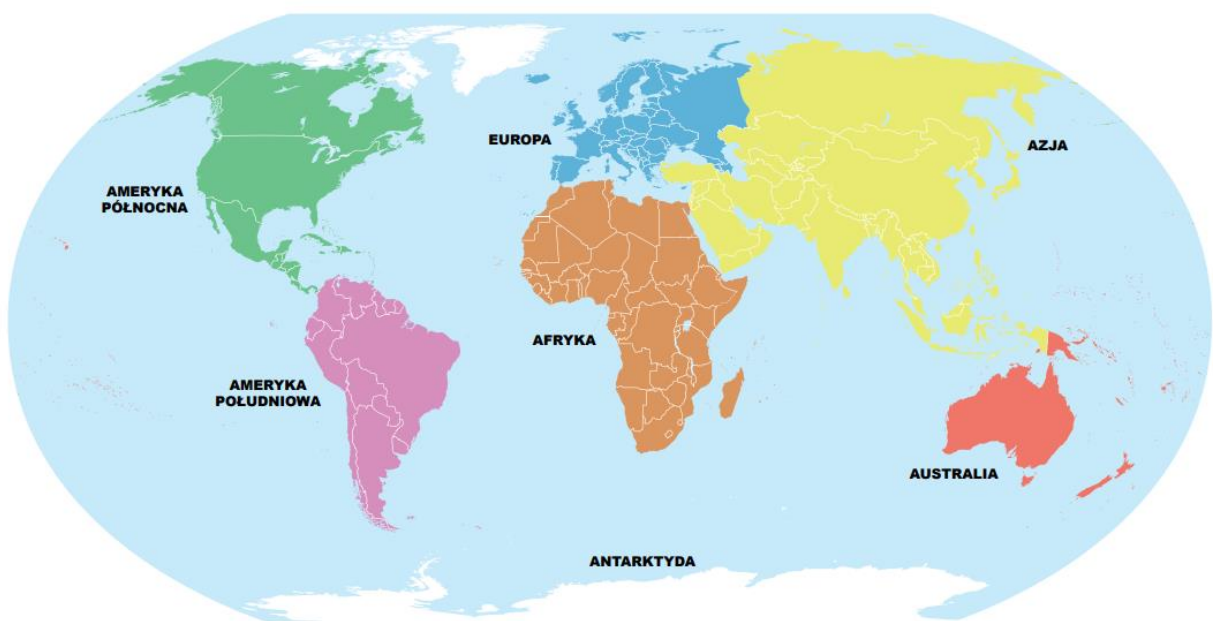 EUROPA
AZJA
AMERYKA
PÓŁNOCNA
AFRYKA
AMERYKA
POŁUDNIOWA
AUSTRALIA
ANTARKTYDA